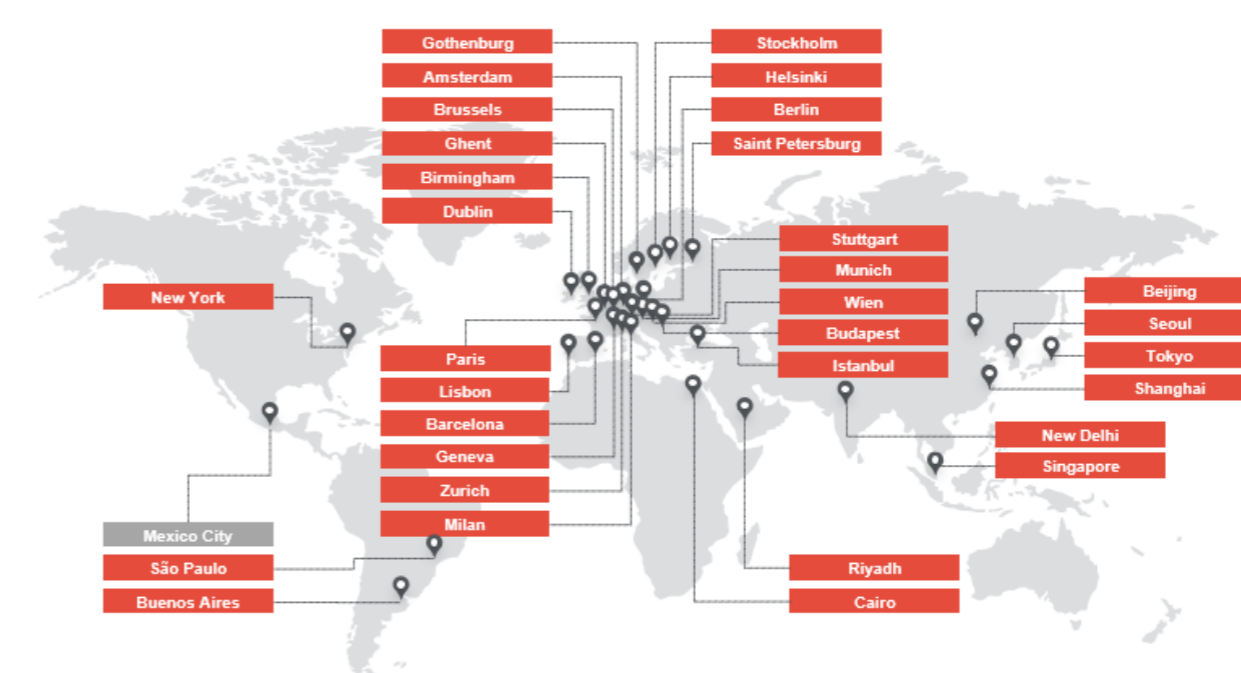 Gothenburg
Amsterdam
Brussels
Ghent
Birmingham
Dublin
Stockholm
Helsinki
Berlin
Saint Petersburg
New York
Stuttgart
Munich
Wien
Budapest
Istanbul
Beijing
Seoul
Tokyo
Shanghai
Paris
Lisbon
Barcelona
Geneva
Zurich
Milan
New Delhi
Singapore
Mexico City
São Paulo
Buenos Aires
Riyadh
Cairo